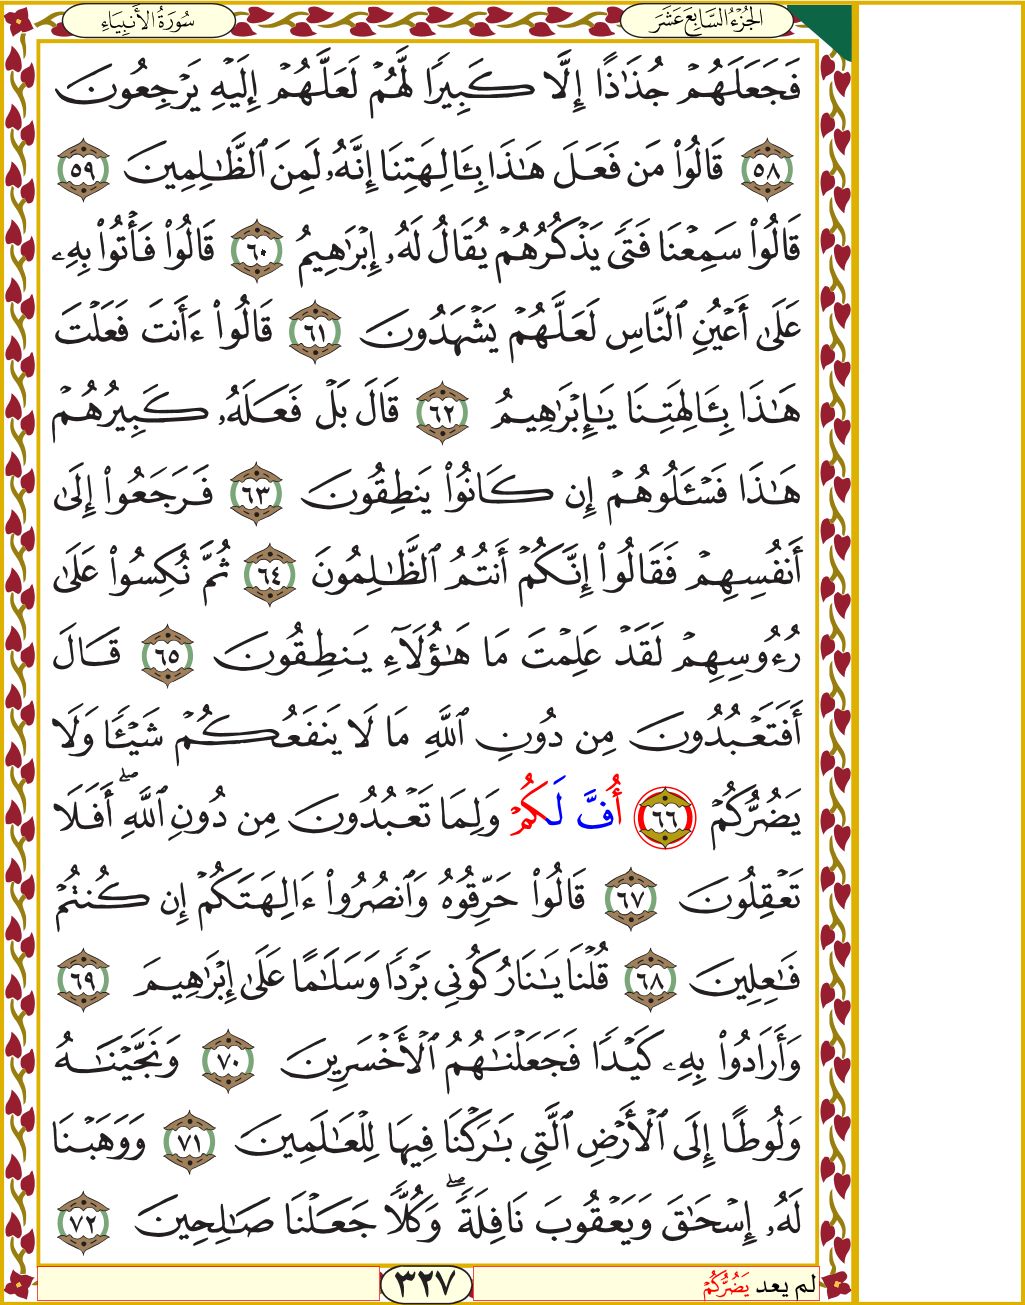 الجُزْءُ السَّابِعَ عَشَرَ
سُورَةُ الأَنبِيَاءِ
فَجَعَلَهُمْ جُذَٰذًا إِلَّا كَبِيرًا لَّهُمْ لَعَلَّهُمْ إِلَيْهِ يَرْجِعُونَ
٥٨ قَالُوا۟ مَن فَعَلَ هَٰذَا بِـَٔالِهَتِنَا إِنَّهُۥ لَمِنَ ٱلظَّٰلِمِينَ ٥٩
قَالُوا۟ سَمِعْنَا فَتًى يَذْكُرُهُمْ يُقَالُ لَهُۥ إِبْرَٰهِيمُ ٦٠ قَالُوا۟ فَأْتُوا۟ بِهِۦ
عَلَىٰ أَعْيُنِ ٱلنَّاسِ لَعَلَّهُمْ يَشْهَدُونَ ٦١ قَالُوا۟ ءَأَنتَ فَعَلْتَ
هَٰذَا بِـَٔالِهَتِنَا يَٰإِبْرَٰهِيمُ ٦٢ قَالَ بَلْ فَعَلَهُۥ كَبِيرُهُمْ
هَٰذَا فَسْـَٔلُوهُمْ إِن كَانُوا۟ يَنطِقُونَ ٦٣ فَرَجَعُوا۟ إِلَىٰ
أَنفُسِهِمْ فَقَالُوا۟ إِنَّكُمْ أَنتُمُ ٱلظَّٰلِمُونَ ٦٤ ثُمَّ نُكِسُوا۟ عَلَىٰ
رُءُوسِهِمْ لَقَدْ عَلِمْتَ مَا هَٰؤُلَآءِ يَنطِقُونَ ٦٥ قَالَ
أَفَتَعْبُدُونَ مِن دُونِ ٱللَّهِ مَا لَا يَنفَعُكُمْ شَيْـًٔا وَلَا
يَضُرُّكُمْ ٦٦ أُفٍّ لَّكُمْ وَلِمَا تَعْبُدُونَ مِن دُونِ ٱللَّهِ ۖ أَفَلَا
تَعْقِلُونَ ٦٧ قَالُوا۟ حَرِّقُوهُ وَٱنصُرُوا۟ ءَالِهَتَكُمْ إِن كُنتُمْ
فَٰعِلِينَ ٦٨ قُلْنَا يَٰنَارُ كُونِى بَرْدًا وَسَلَٰمًا عَلَىٰ إِبْرَٰهِيمَ ٦٩
وَأَرَادُوا۟ بِهِۦ كَيْدًا فَجَعَلْنَٰهُمُ ٱلْأَخْسَرِينَ ٧٠ وَنَجَّيْنَٰهُ
وَلُوطًا إِلَى ٱلْأَرْضِ ٱلَّتِى بَٰرَكْنَا فِيهَا لِلْعَٰلَمِينَ ٧١ وَوَهَبْنَا
لَهُۥ إِسْحَٰقَ وَيَعْقُوبَ نَافِلَةً ۖ وَكُلًّا جَعَلْنَا صَٰلِحِينَ ٧٢
لم يعد يَضُرُّكُمْ
٣٢٧